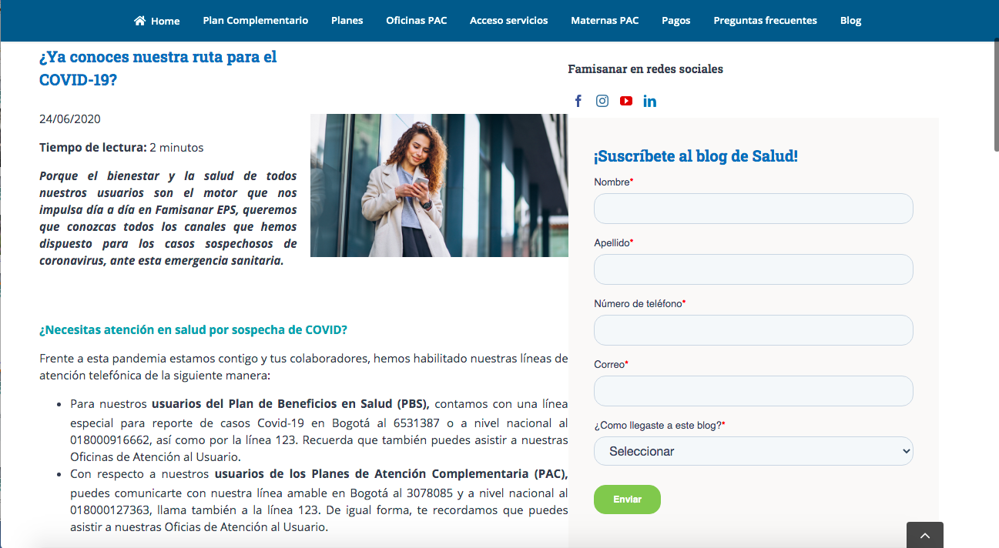 Home Plan Complementario Planes Oficinas PAC Acceso servicios Maternas PAC Pagos Preguntas frecuentes Blog
¿Ya conoces nuestra ruta para el
COVID-19?
24/06/2020
Tiempo de lectura: 2 minutos
Porque el bienestar y la salud de todos
nuestros usuarios son el motor que nos
impulsa día a día en Famisanar EPS, queremos
que conozcas todos los canales que hemos
dispuesto para los casos sospechosos de
coronavirus, ante esta emergencia sanitaria.
¿Necesitas atención en salud por sospecha de COVID?
Frente a esta pandemia estamos contigo y tus colaboradores, hemos habilitado nuestras líneas de
atención telefónica de la siguiente manera:
• Para nuestros usuarios del Plan de Beneficios en Salud (PBS), contamos con una línea
especial para reporte de casos Covid-19 en Bogotá al 6531387 o a nivel nacional al
018000916662, así como por la línea 123. Recuerda que también puedes asistir a nuestras
Oficinas de Atención al Usuario.
• Con respecto a nuestros usuarios de los Planes de Atención Complementaria (PAC),
puedes comunicarte con nuestra línea amable en Bogotá al 3078085 y a nivel nacional al
018000127363, llama también a la línea 123. De igual forma, te recordamos que puedes
asistir a nuestras Oficias de Atención al Usuario.
Famisanar en redes sociales
¡Suscríbete al blog de Salud!
Nombre*
Apellido*
Número de teléfono*
Correo*
¿Como llegaste a este blog?*
Seleccionar
Enviar